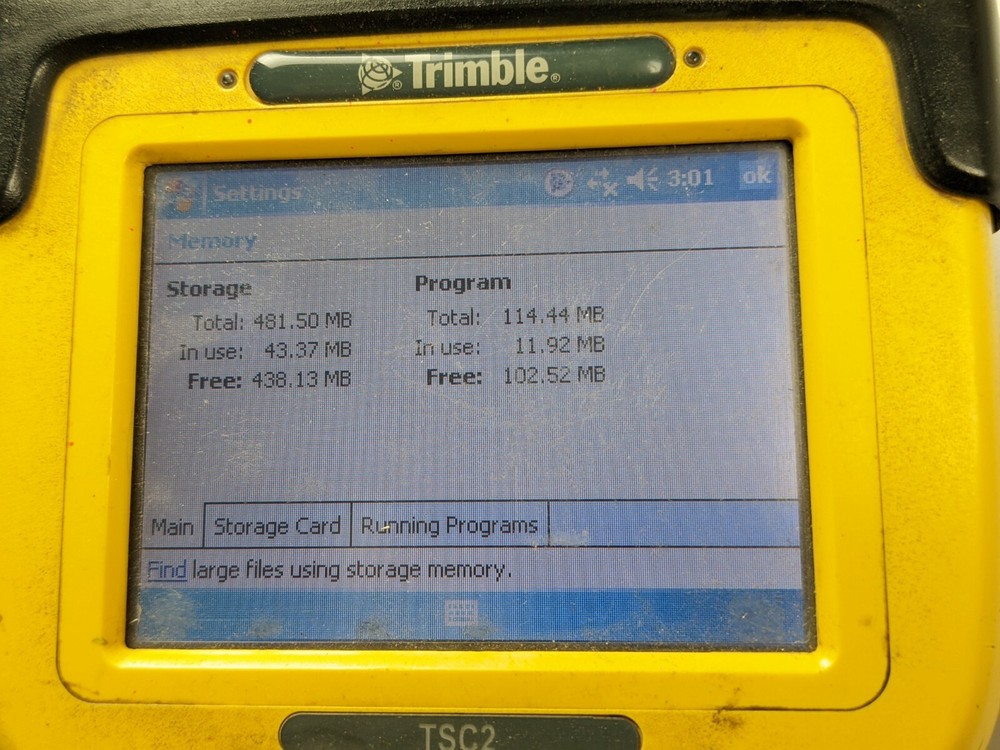 Trimble®
Settings 3:01 ok
Memory
Storage Program
Total: 481.50 MB Total: 114.44 MB
In use: 43.37 MB In use: 11.92 MB
Free: 438.13 MB Free: 102.52 MB
Main Storage Card Running Programs
Find large files using storage memory.
TSC2